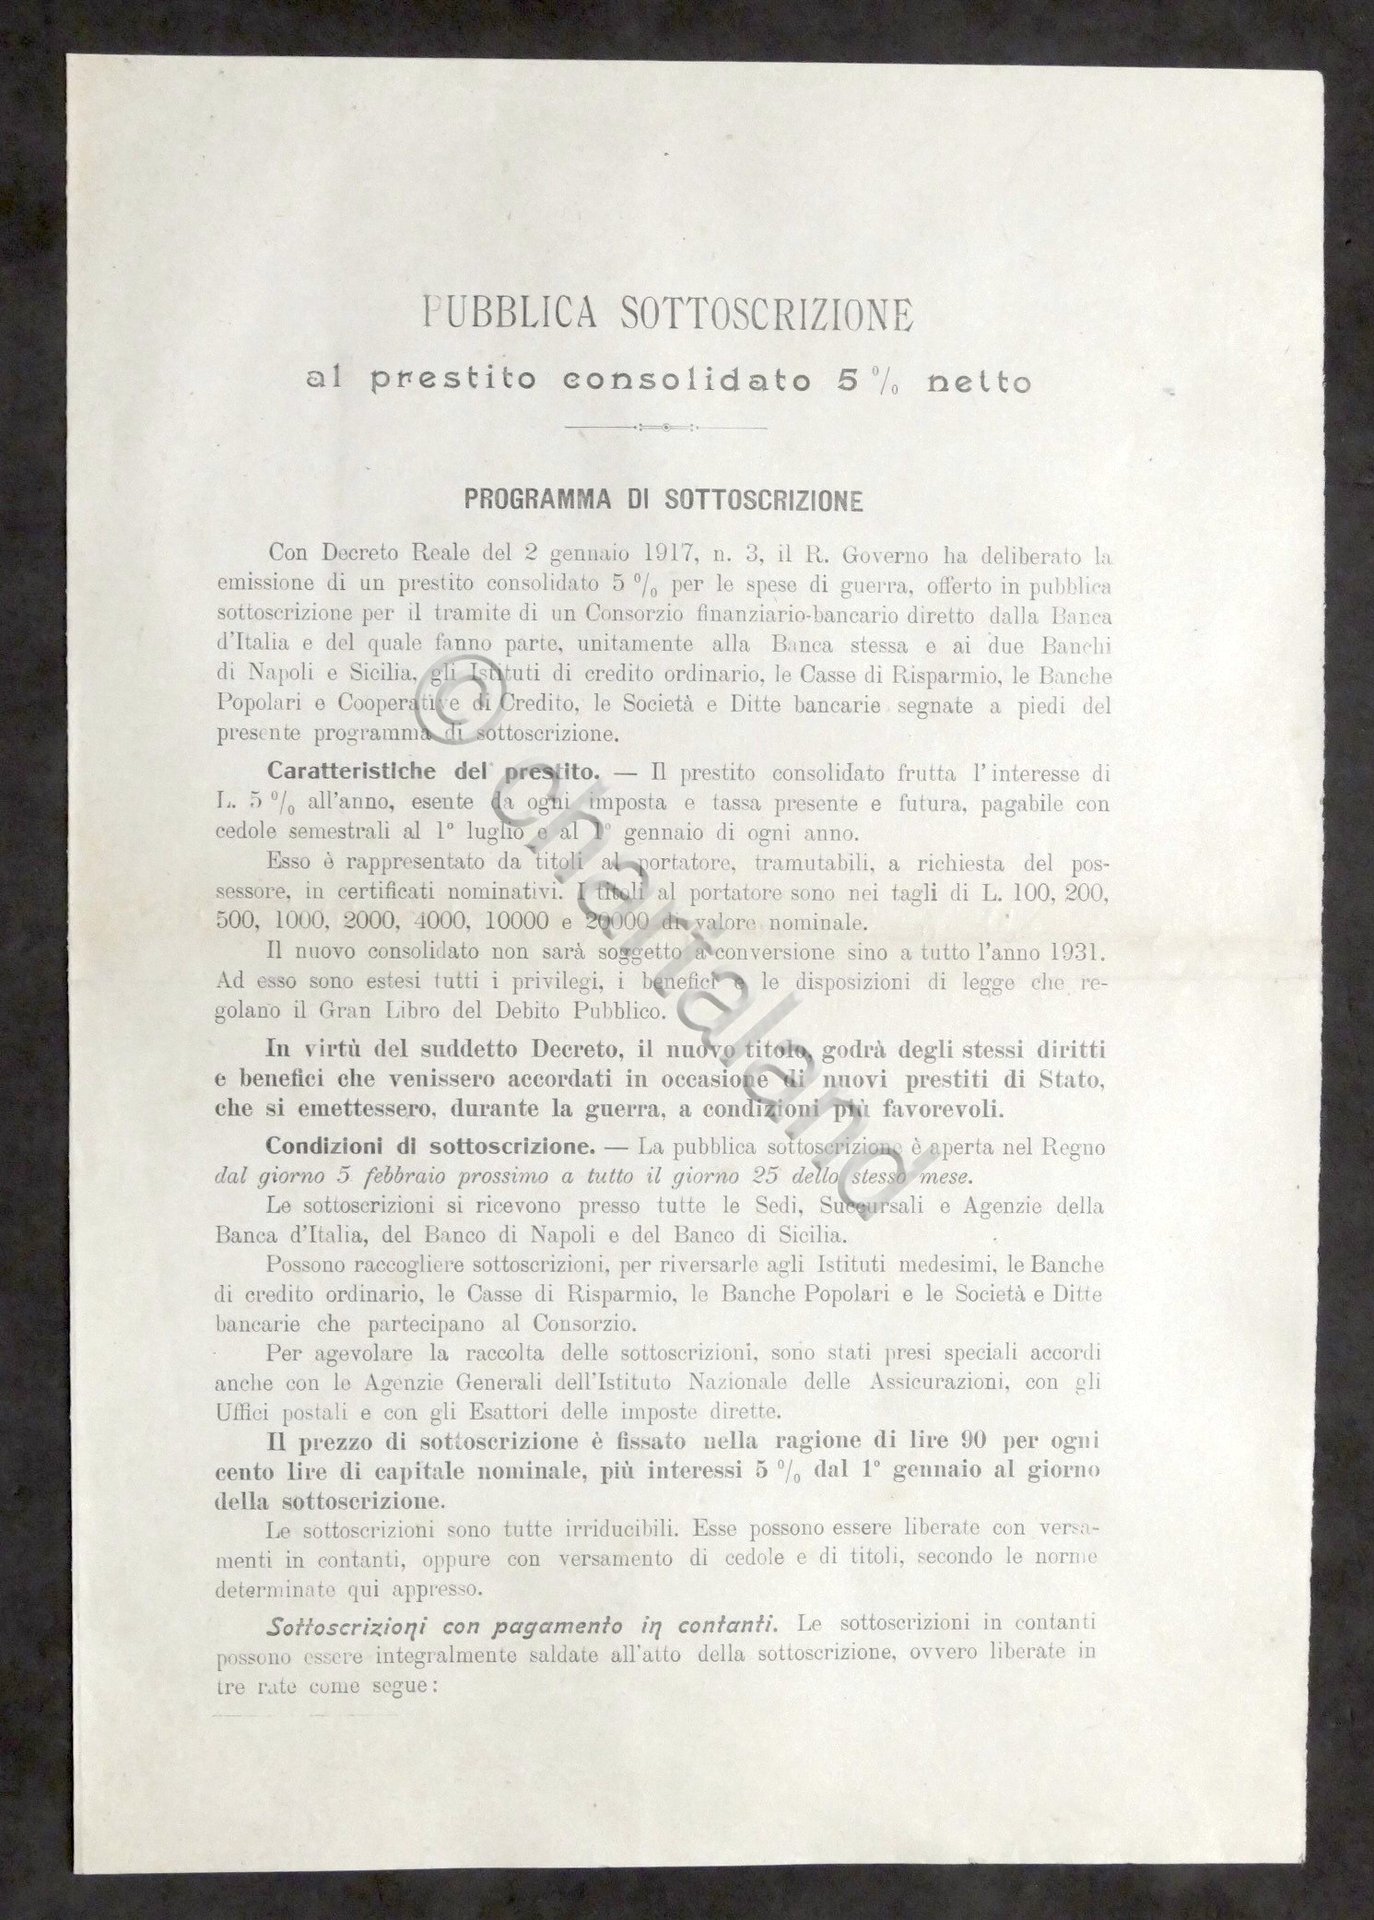 PUBBLICA SOTTOSCRIZIONE
al prestito consolidato 5 % netto
PROGRAMMA DI SOTTOSCRIZIONE
Con Decreto Reale del 2 gennaio 1917, n. 3, il R. Governo ha deliberato la
emissione di un prestito consolidato 5 % per le spese di guerra, offerto in pubblica
sottoscrizione per il tramite di un Consorzio finanziario-bancario diretto dalla Banca
d'Italia e del quale fanno parte, unitamente alla Banca stessa e ai due Banchi
di Napoli e Sicilia, gli Istituti di credito ordinario, le Casse di Risparmio, le Banche
Popolari e Cooperative di Credito, le Società e Ditte bancarie segnate a piedi del
presente programma di sottoscrizione.
Caratteristiche del prestito. — Il prestito consolidato frutta l'interesse di
L. 5 % all'anno, esente da ogni imposta e tassa presente e futura, pagabile con
cedole semestrali al 1° luglio e al 1° gennaio di ogni anno.
Esso è rappresentato da titoli al portatore, tramutabili, a richiesta del pos-
sessore, in certificati nominativi. I titoli al portatore sono nei tagli di L. 100, 200,
500, 1000, 2000, 4000, 10000 e 20000 di valore nominale.
Il nuovo consolidato non sarà soggetto a conversione sino a tutto l'anno 1931.
Ad esso sono estesi tutti i privilegi, i benefici e le disposizioni di legge che re-
golano il Gran Libro del Debito Pubblico.
In virtù del suddetto Decreto, il nuovo titolo, godrà degli stessi diritti
e benefici che venissero accordati in occasione di nuovi prestiti di Stato,
che si emettessero, durante la guerra, a condizioni più favorevoli.
Condizioni di sottoscrizione. — La pubblica sottoscrizione è aperta nel Regno
dal giorno 5 febbraio prossimo a tutto il giorno 25 dello stesso mese.
Le sottoscrizioni si ricevono presso tutte le Sedi, Succursali e Agenzie della
Banca d'Italia, del Banco di Napoli e del Banco di Sicilia.
Possono raccogliere sottoscrizioni, per riversarle agli Istituti medesimi, le Banche
di credito ordinario, le Casse di Risparmio, le Banche Popolari e le Società e Ditte
bancarie che partecipano al Consorzio.
Per agevolare la raccolta delle sottoscrizioni, sono stati presi speciali accordi
anche con le Agenzie Generali dell'Istituto Nazionale delle Assicurazioni, con gli
Uffici postali e con gli Esattori delle imposte dirette.
Il prezzo di sottoscrizione è fissato nella ragione di lire 90 per ogni
cento lire di capitale nominale, più interessi 5 % dal 1° gennaio al giorno
della sottoscrizione.
Le sottoscrizioni sono tutte irriducibili. Esse possono essere liberate con versa-
menti in contanti, oppure con versamento di cedole e di titoli, secondo le norme
determinate qui appresso.
Sottoscrizioni con pagamento in contanti. Le sottoscrizioni in contanti
possono essere integralmente saldate all'atto della sottoscrizione, ovvero liberate in
tre rate come segue:
© chartaland